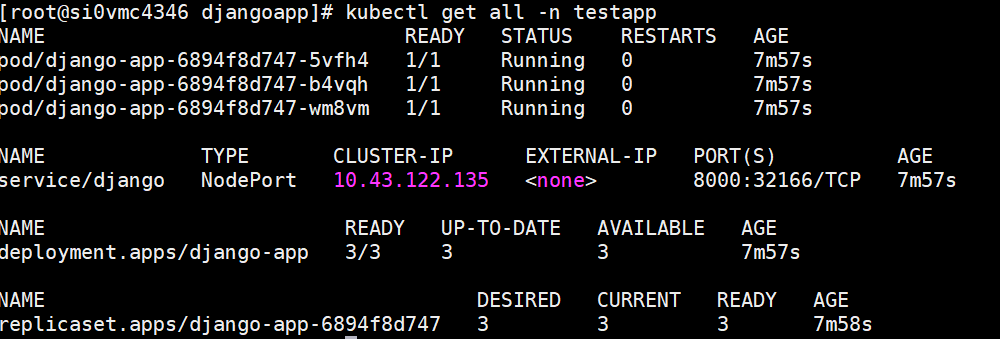 [root@si0vmc4346 djangoapp]# kubectl get all -n testapp
NAME READY STATUS RESTARTS AGE
pod/django-app-6894f8d747-5vfh4 1/1 Running 0 7m57s
pod/django-app-6894f8d747-b4vqh 1/1 Running 0 7m57s
pod/django-app-6894f8d747-wm8vm 1/1 Running 0 7m57s
NAME TYPE CLUSTER-IP EXTERNAL-IP PORT(S) AGE
service/django NodePort 10.43.122.135 <none> 8000:32166/TCP 7m57s
NAME READY UP-TO-DATE AVAILABLE AGE
deployment.apps/django-app 3/3 3 3 7m57s
NAME DESIRED CURRENT READY AGE
replicaset.apps/django-app-6894f8d747 3 3 3 7m58s